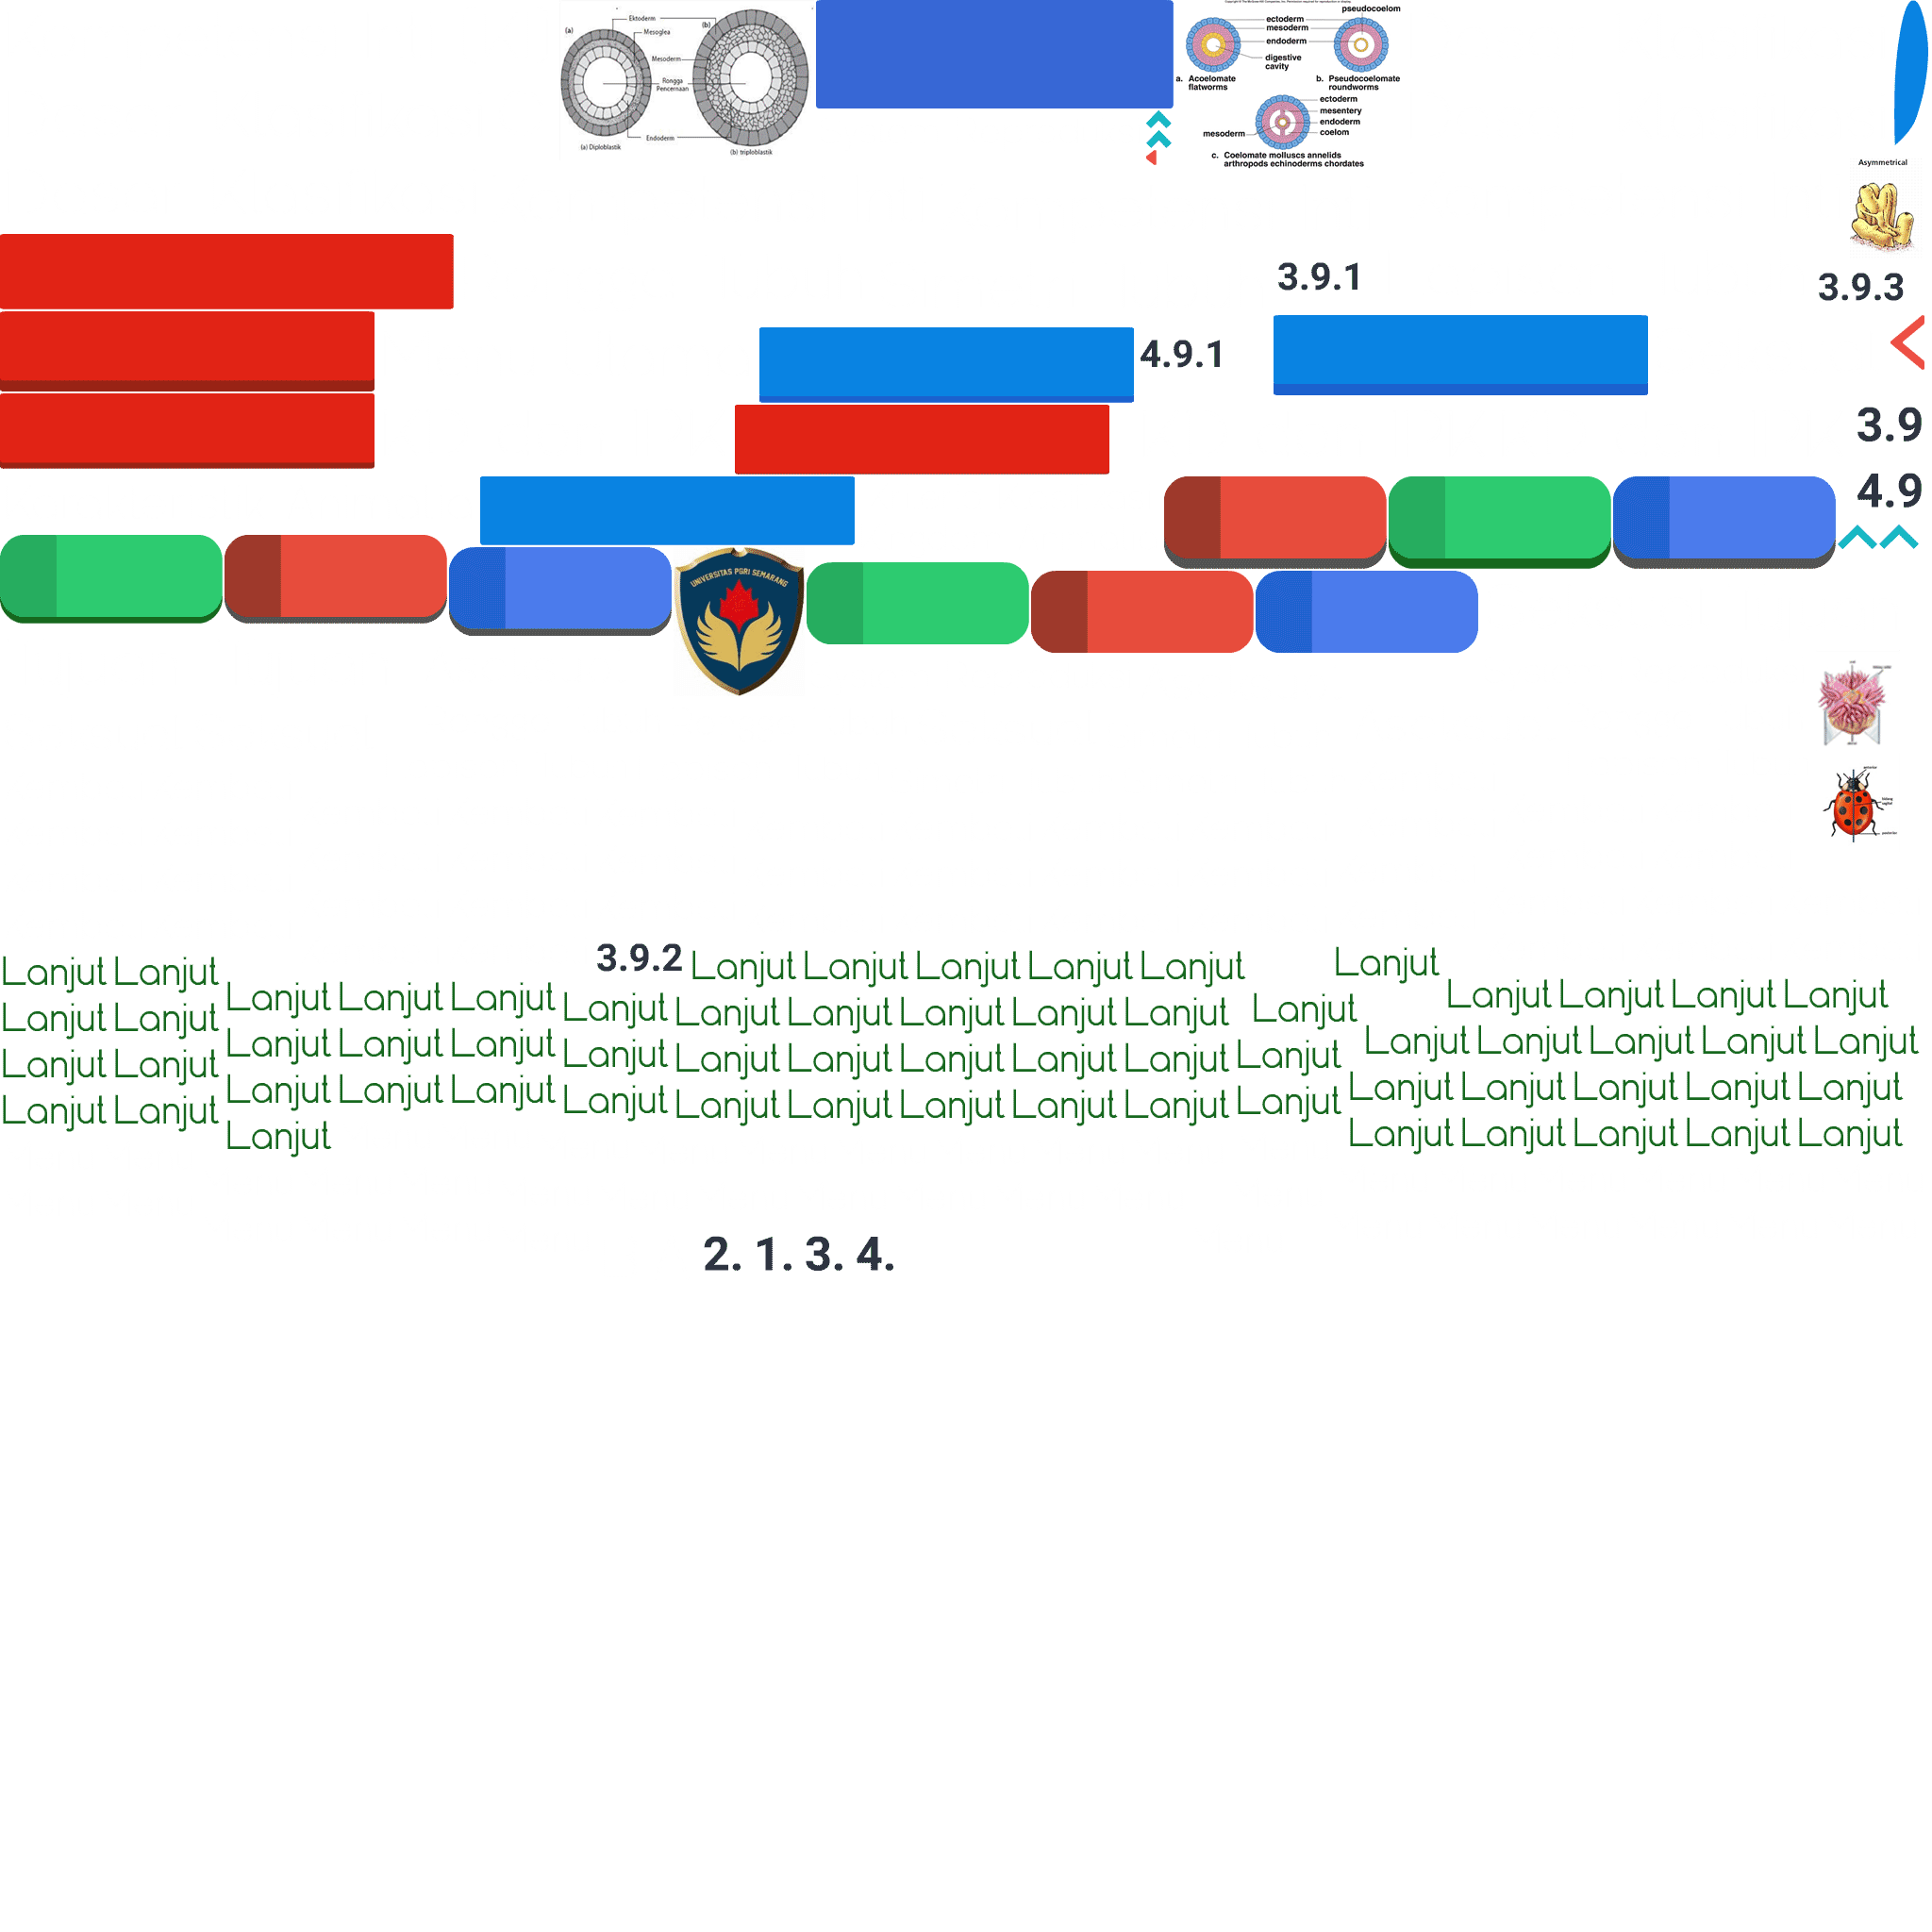 Ektoderm
(a)
(b)
Mesoglea
Mesoderm
Rongga
Pencernaan
Endoderm
(a) Diploblastik
(b) triploblastik
pseudocoelom
ectoderm
mesoderm
endoderm
digestive
cavity
a. Acoelomate
flatworms
b. Pseudocoelomate
roundworms
ectoderm
mesentery
endoderm
coelom
mesoderm
c. Coelomate molluscs annelids
arthropods echinoderms chordates
Asymmetrical
3.9.1
3.9.3
4.9.1
3.9
4.9
UNIVERSITAS PGRI SEMARANG
3.9.2
Lanjut Lanjut Lanjut Lanjut Lanjut
Lanjut
Lanjut Lanjut
Lanjut Lanjut Lanjut
Lanjut Lanjut Lanjut Lanjut
Lanjut
Lanjut Lanjut Lanjut Lanjut Lanjut
Lanjut
Lanjut Lanjut
Lanjut Lanjut Lanjut
Lanjut Lanjut Lanjut Lanjut Lanjut
Lanjut
Lanjut Lanjut Lanjut Lanjut Lanjut Lanjut
Lanjut Lanjut
Lanjut Lanjut Lanjut
Lanjut Lanjut Lanjut Lanjut Lanjut
Lanjut
Lanjut Lanjut Lanjut Lanjut Lanjut Lanjut
Lanjut Lanjut
Lanjut
Lanjut Lanjut Lanjut Lanjut Lanjut
2. 1. 3. 4.